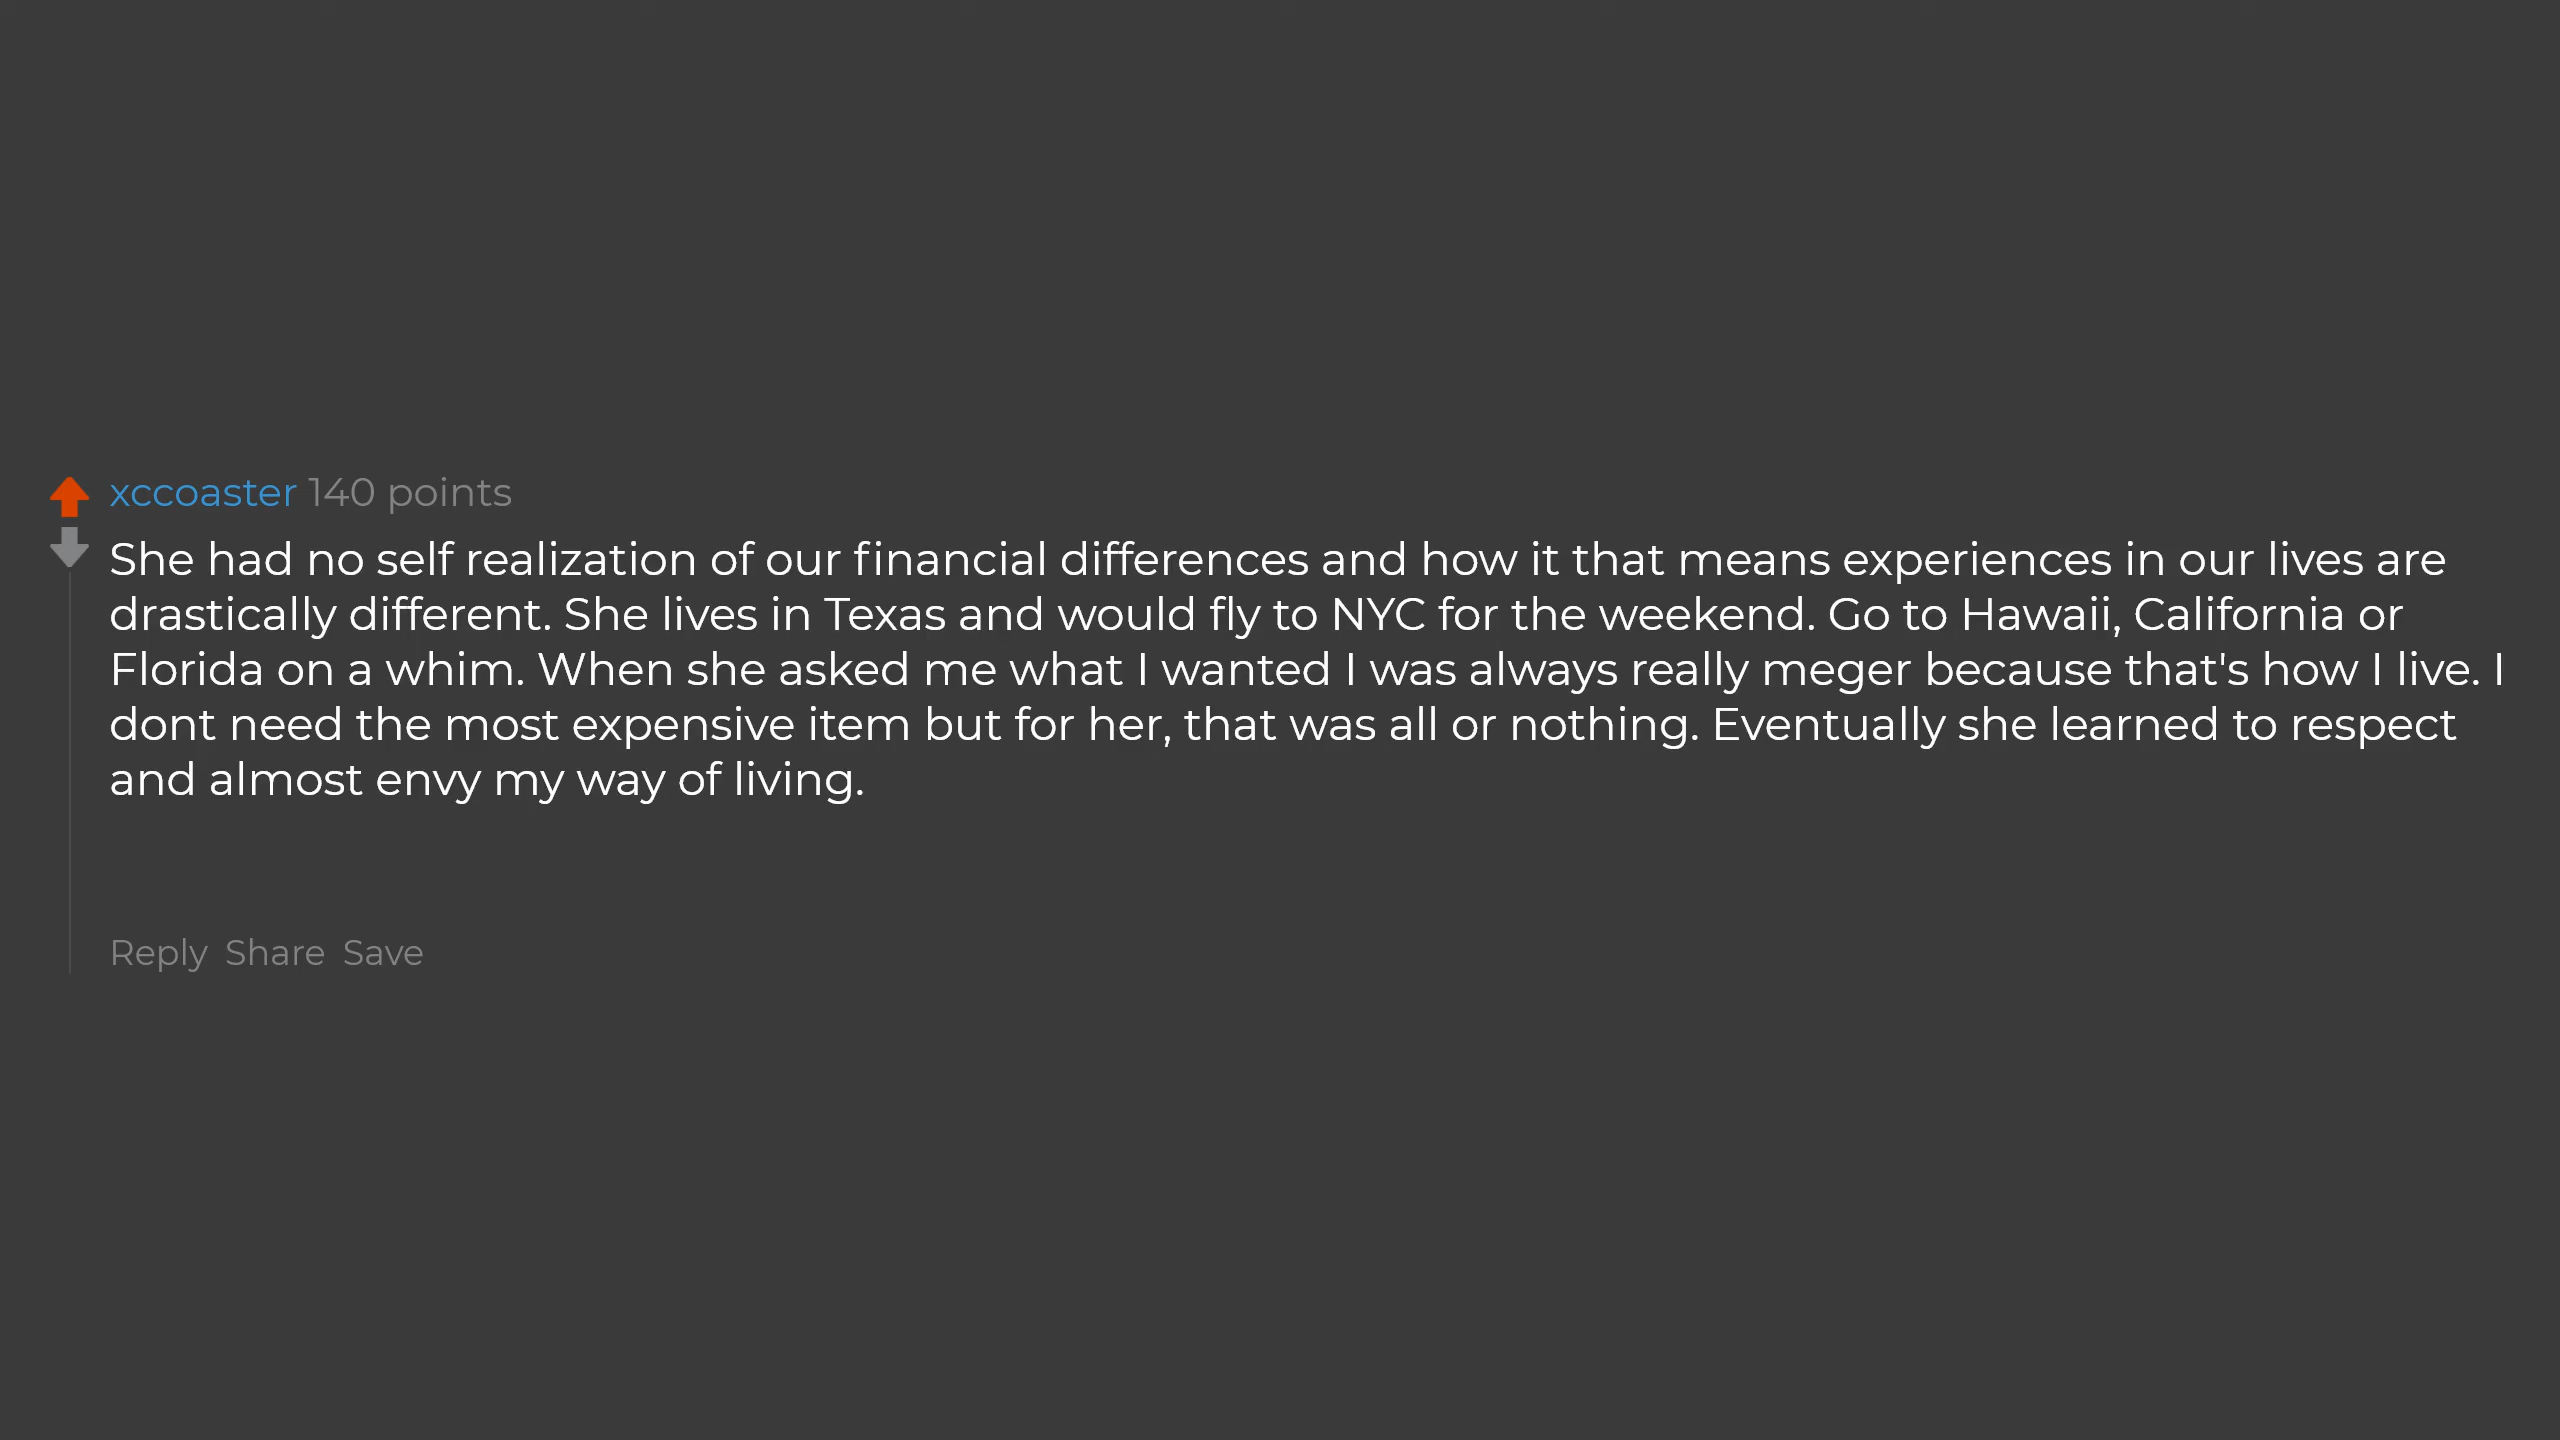 xccoaster 140 points
She had no self realization of our financial differences and how it that means experiences in our lives are
drastically different. She lives in Texas and would fly to NYC for the weekend. Go to Hawaii, California or
Florida on a whim. When she asked me what I wanted I was always really meger because that's how I live. I
dont need the most expensive item but for her, that was all or nothing. Eventually she learned to respect
and almost envy my way of living.
Reply Share Save